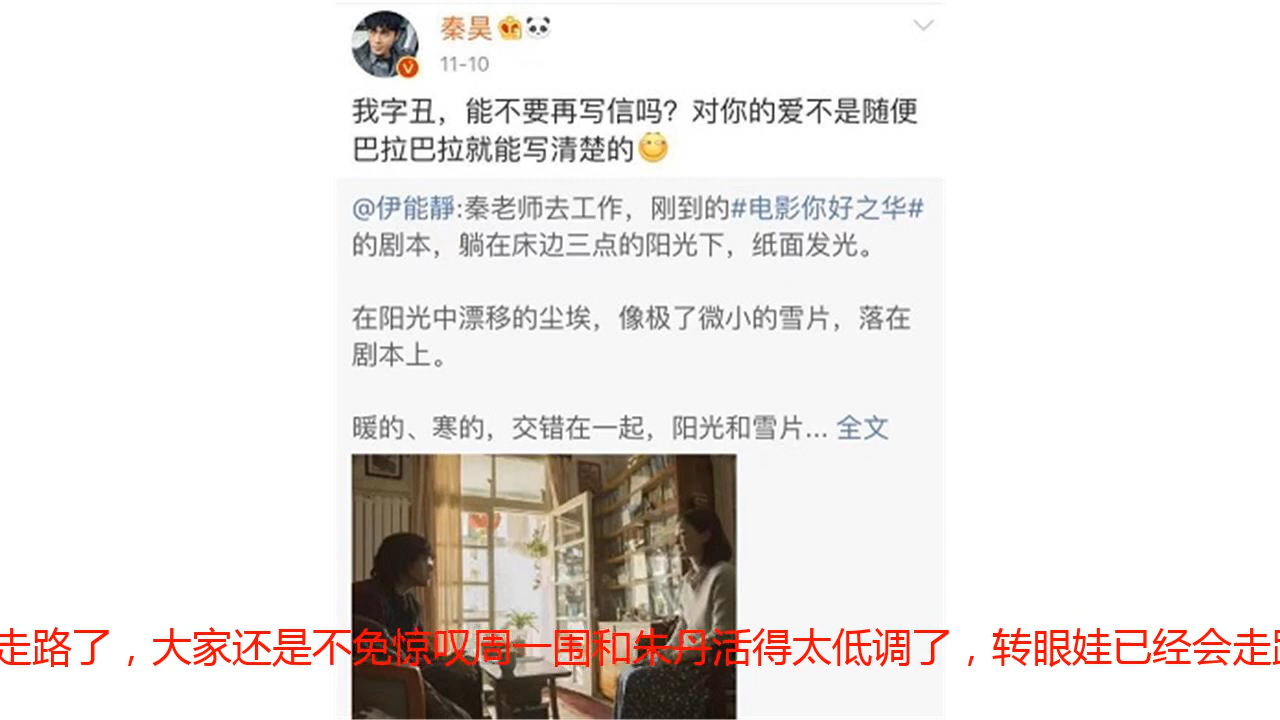 秦昊
11-10
我字丑，能不要再写信吗？对你的爱不是随便
巴拉巴拉就能写清楚的
@伊能靜:秦老师去工作，刚到的#电影你好之华#
的剧本，躺在床边三点的阳光下，纸面发光。
在阳光中漂移的尘埃，像极了微小的雪片，落在
剧本上。
暖的、寒的，交错在一起，阳光和雪片... 全文
走路了，大家还是不免惊叹周一围和朱丹活得太低调了，转眼娃已经会走路